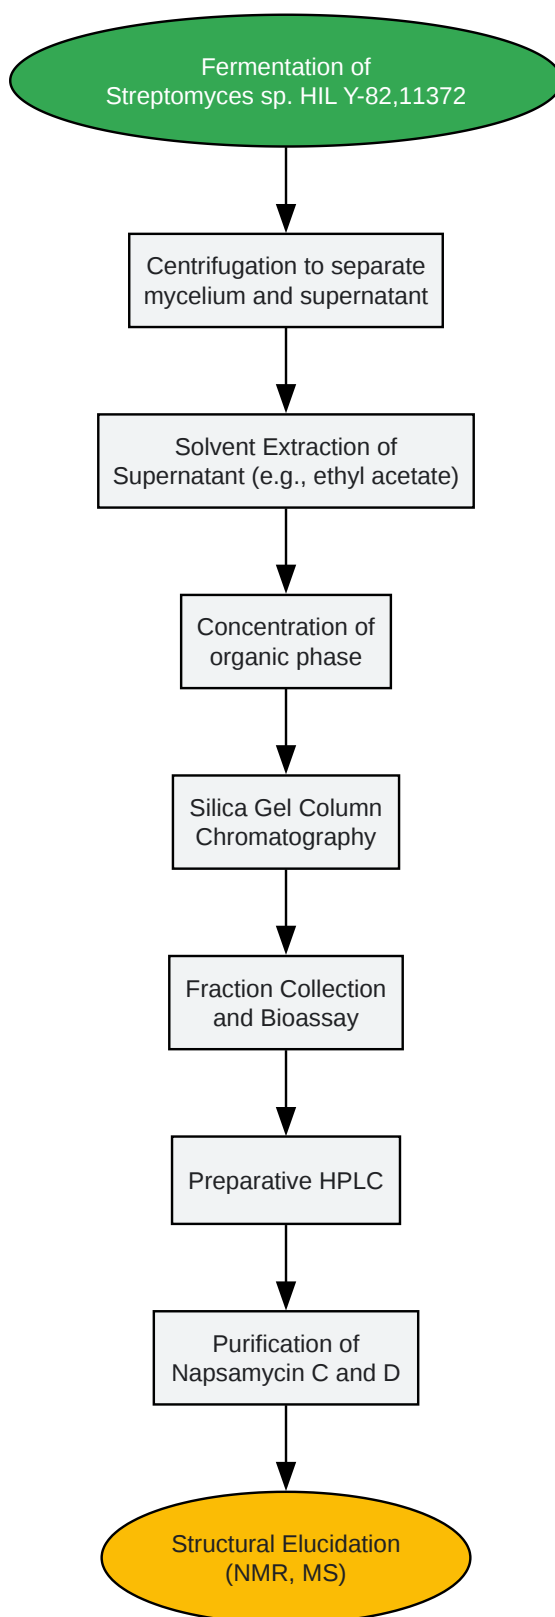 Fermentation of
Streptomyces sp. HIL Y-82,11372
Centrifugation to separate
mycelium and supernatant
Solvent Extraction of
Supernatant (e.g., ethyl acetate)
Concentration of
organic phase
Silica Gel Column
Chromatography
Fraction Collection
and Bioassay
Preparative HPLC
Purification of
Napsamycin C and D
Structural Elucidation
(NMR, MS)